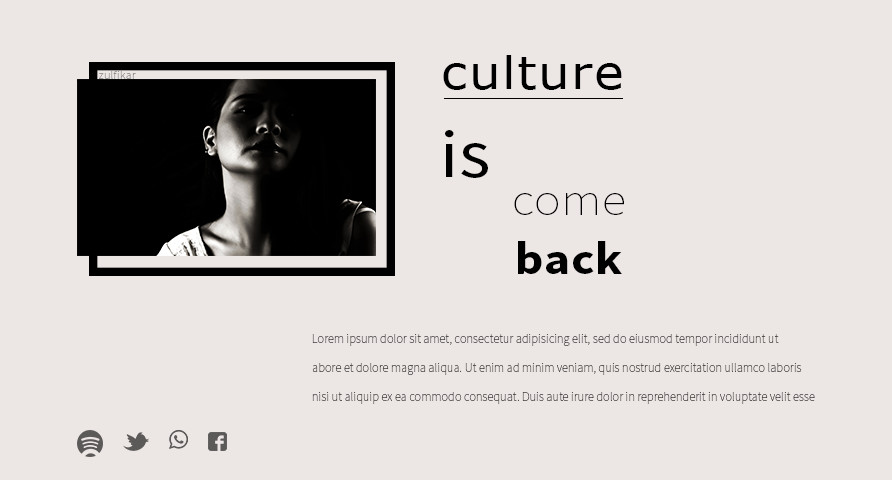 zulfikar
culture
is
come
back
Lorem ipsum dolor sit amet, consectetur adipisicing elit, sed do eiusmod tempor incididunt ut
abore et dolore magna aliqua. Ut enim ad minim veniam, quis nostrud exercitation ullamco laboris
nisi ut aliquip ex ea commodo consequat. Duis aute irure dolor in reprehenderit in voluptate velit esse